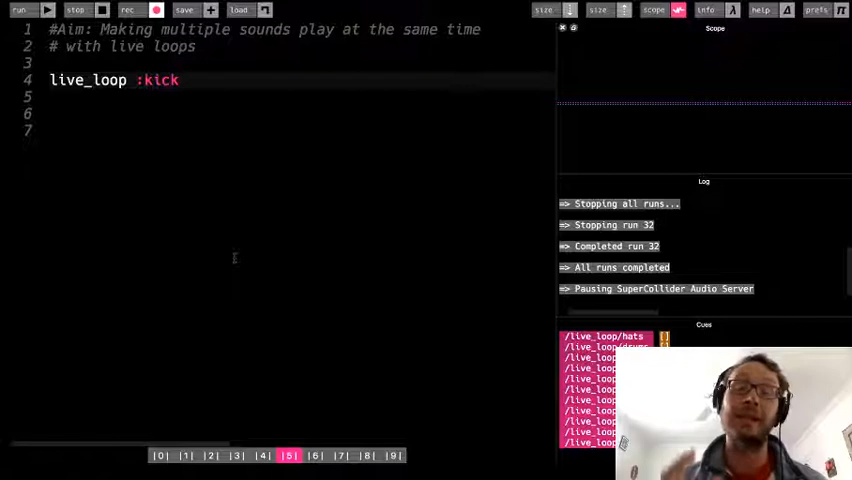 run stop rec save load size size scope info help prefs
1 #Aim: Making multiple sounds play at the same time
2 # with live loops
3
4 live_loop :kick
5
6
7
Scope
Log
=> Stopping all runs...
=> Stopping run 32
=> Completed run 32
=> All runs completed
=> Pausing SuperCollider Audio Server
Cues
/live_loop/hats []
/live_loop/drums []
/live_loop
/live_loop
/live_loop
/live_loop
/live_loop
/live_loop
/live_loop
/live_loop
/live_loop
|0| |1| |2| |3| |4| |5| |6| |7| |8| |9|